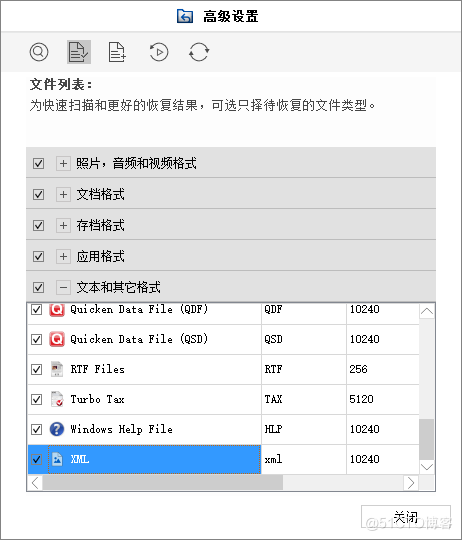 高级设置
文件列表：
为快速扫描和更好的恢复结果，可选只择待恢复的文件类型。
照片，音频和视频格式
文档格式
存档格式
应用格式
文本和其它格式
Quicken Data File (QDF) QDF 10240
Quicken Data File (QSD) QSD 10240
RTF Files RTF 256
Turbo Tax TAX 5120
Windows Help File HLP 10240
XML xml 10240
关闭
@51CTO博客